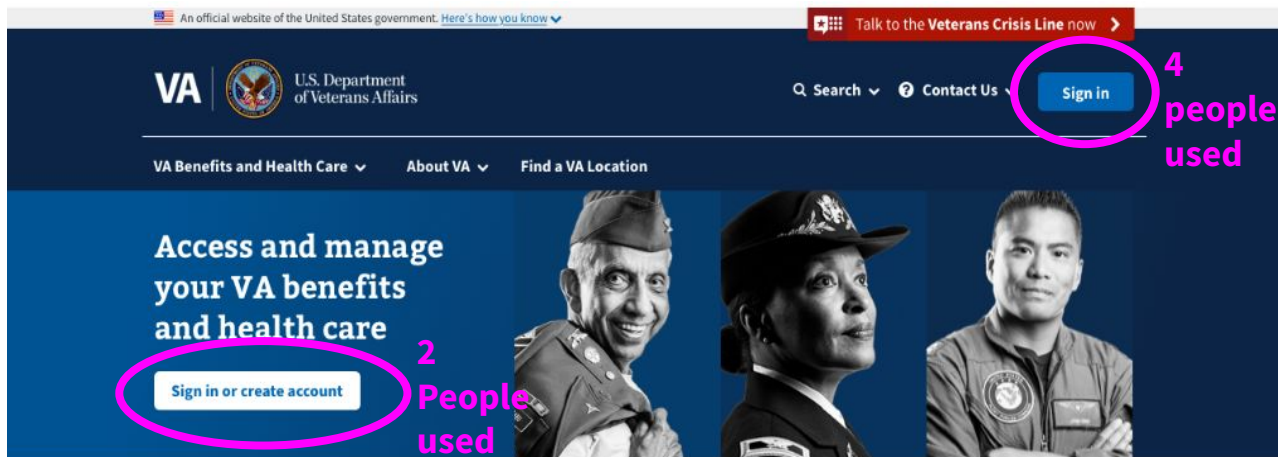 An official website of the United States government. Here's how you know
Talk to the Veterans Crisis Line now
VA
U.S. Department
of Veterans Affairs
Search
Contact Us
Sign in
4
people
used
VA Benefits and Health Care
About VA
Find a VA Location
Access and manage
your VA benefits
and health care
Sign in or create account
2
People
used